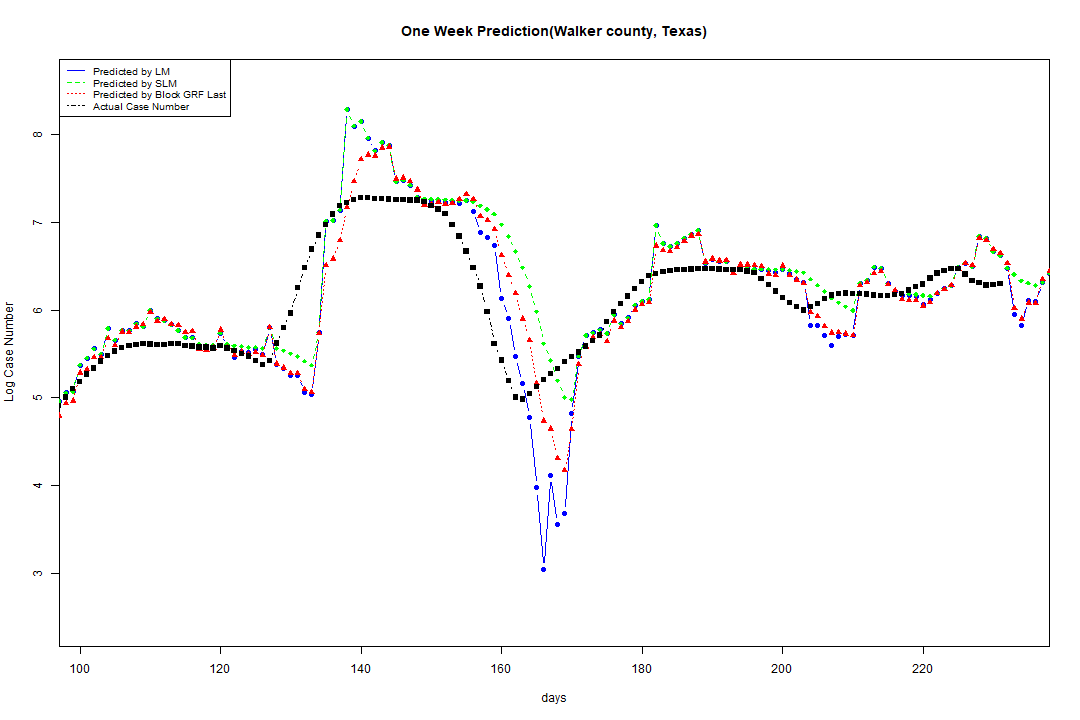 One Week Prediction(Walker county, Texas)
Predicted by LM
Predicted by SLM
Predicted by Block GRF Last
Actual Case Number
8
7
6
5
4
3
Log Case Number
100 120 140 160 180 200 220
days